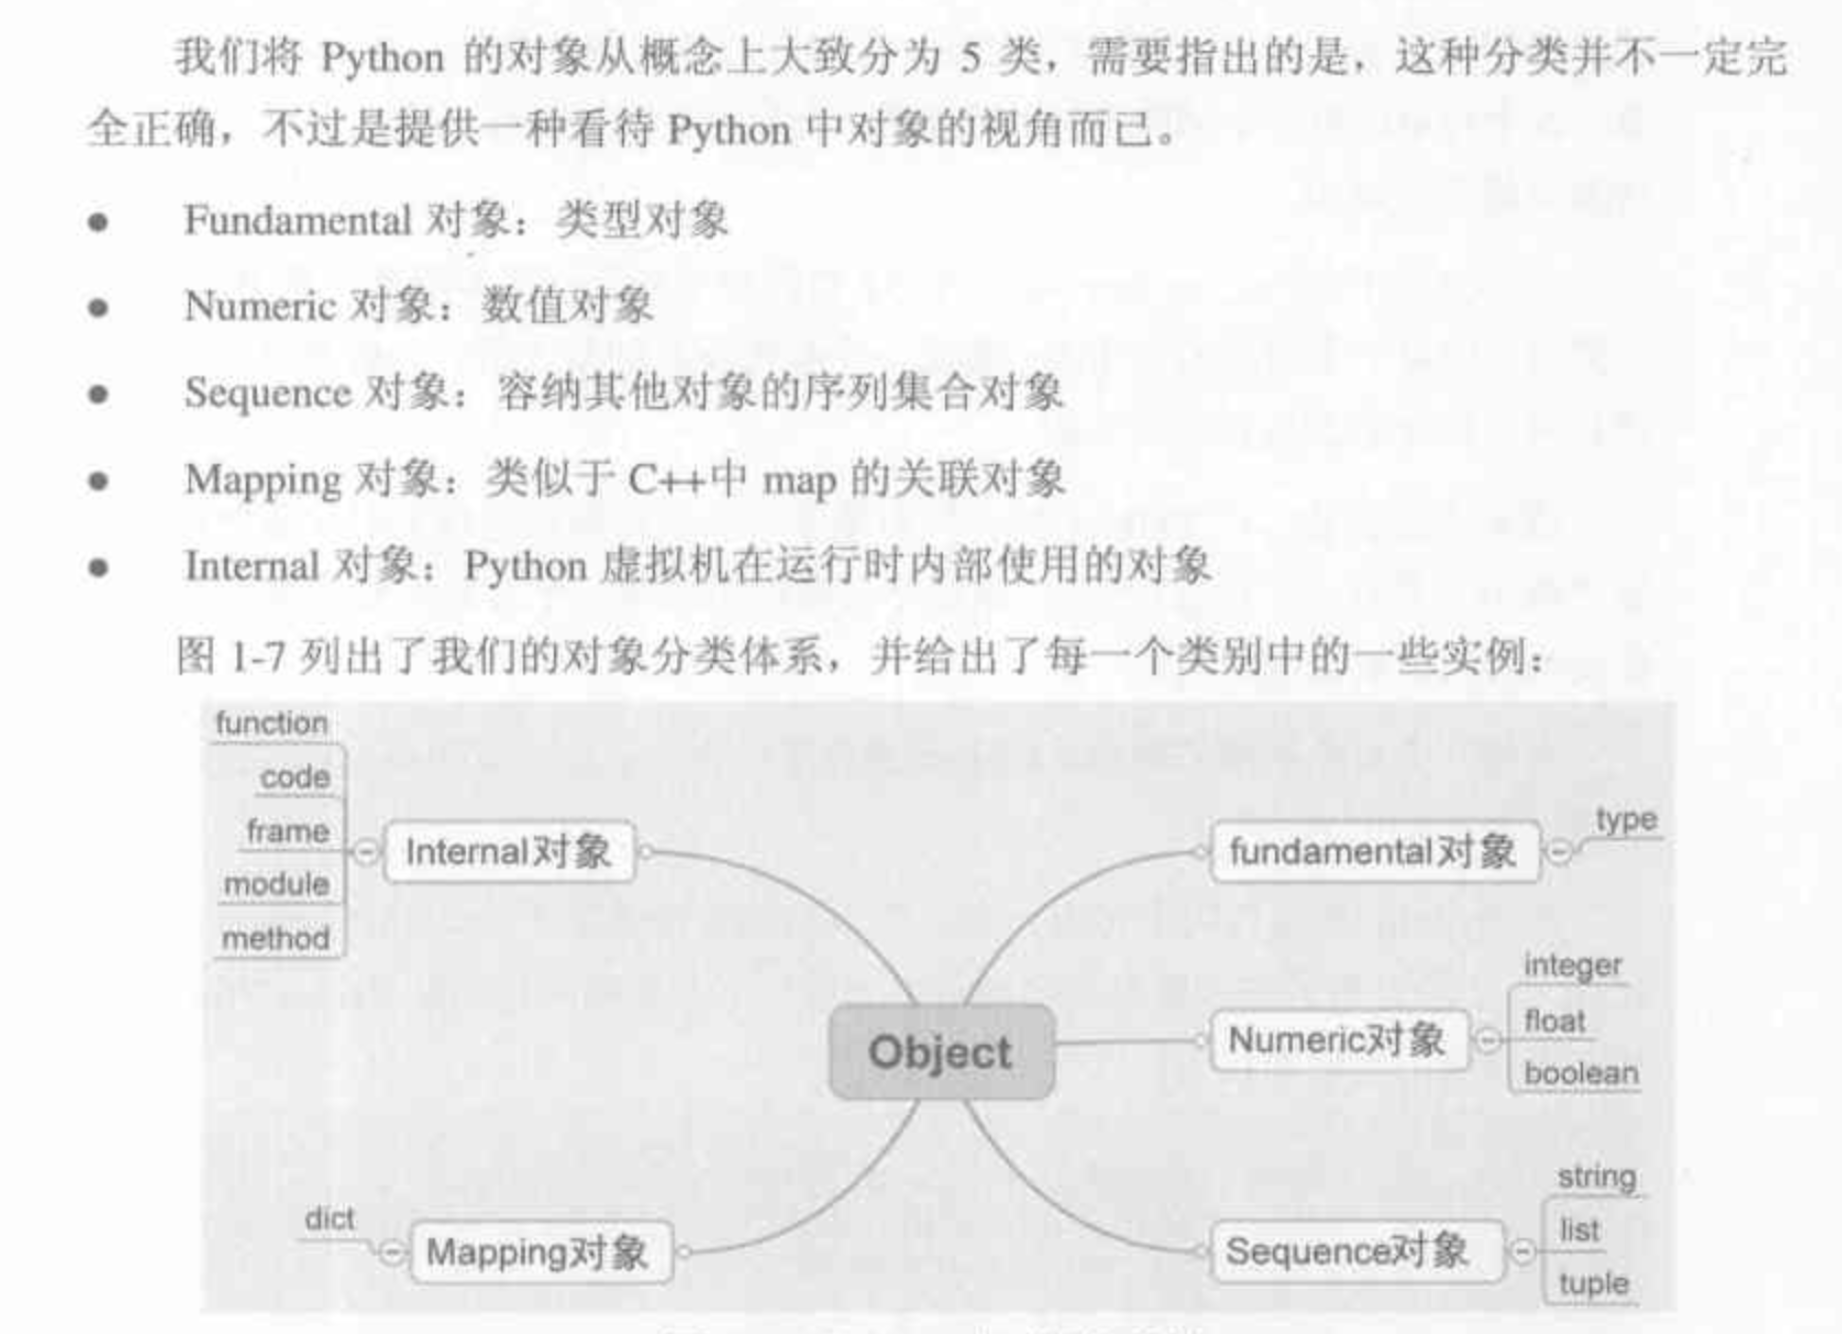 我们将 Python 的对象从概念上大致分为 5 类，需要指出的是，这种分类并不一定完
全正确，不过是提供一种看待 Python 中对象的视角而已。
● Fundamental 对象：类型对象
● Numeric 对象：数值对象
● Sequence 对象：容纳其他对象的序列集合对象
● Mapping 对象：类似于 C++中 map 的关联对象
● Internal 对象：Python 虚拟机在运行时内部使用的对象
图 1-7 列出了我们的对象分类体系，并给出了每一个类别中的一些实例：
function
code
frame
module
method
Internal对象
fundamental对象
type
Object
Numeric对象
integer
float
boolean
dict
Mapping对象
Sequence对象
string
list
tuple